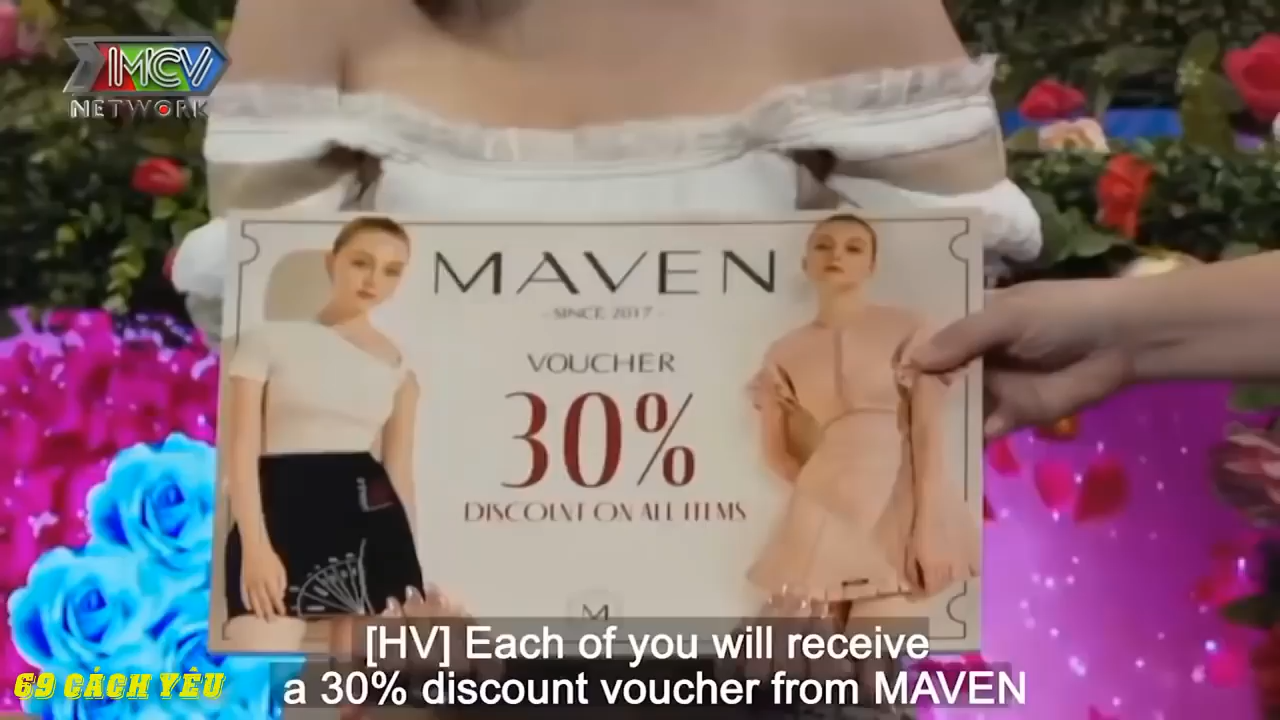 MCV
NETWORK
MAVEN
- SINCE 2017 -
VOUCHER
30%
DISCOUNT ON ALL ITEMS
M
[HV] Each of you will receive
a 30% discount voucher from MAVEN
69 CÁCH YÊU